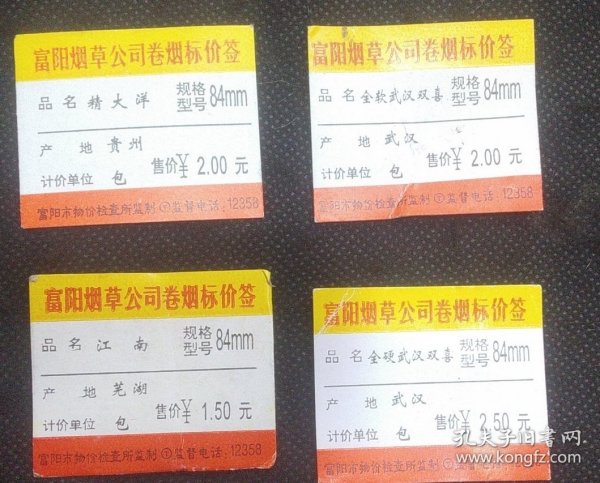 富阳烟草公司卷烟标价签
品名 精大洋 规格型号 84mm
产地 贵州
计价单位 包 售价¥ 2.00 元
富阳市物价检查所监制 ①监督电话:12358
富阳烟草公司卷烟标价签
品名 全软武汉双喜 规格型号 84mm
产地 武汉
计价单位 包 售价¥ 2.00 元
富阳市物价检查所监制 ①监督电话:12358
富阳烟草公司卷烟标价签
品名 江南 规格型号 84mm
产地 芜湖
计价单位 包 售价¥ 1.50 元
富阳市物价检查所监制 ①监督电话:12358
富阳烟草公司卷烟标价签
品名 全硬武汉双喜 规格型号 84mm
产地 武汉
计价单位 包 售价¥ 2.50 元
富阳市物价检查所监制
孔夫子旧书网
www.kongfz.com